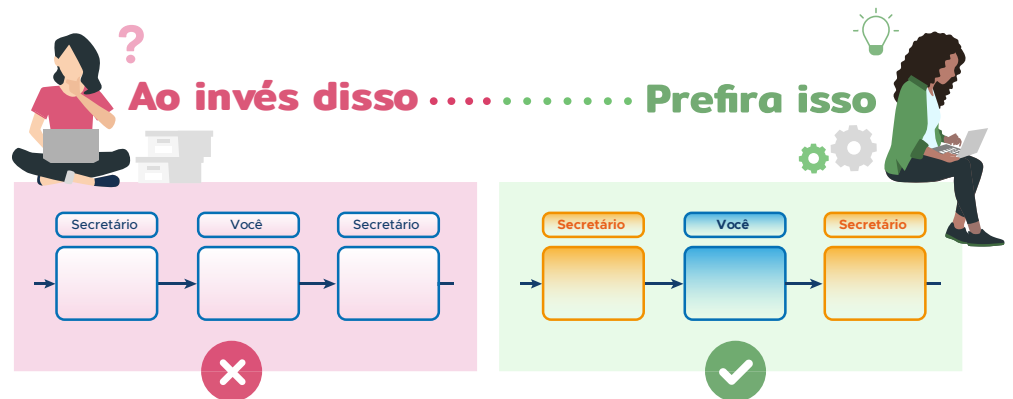 ?
Ao invés disso
Prefira isso
Secretário
Você
Secretário
Secretário
Você
Secretário